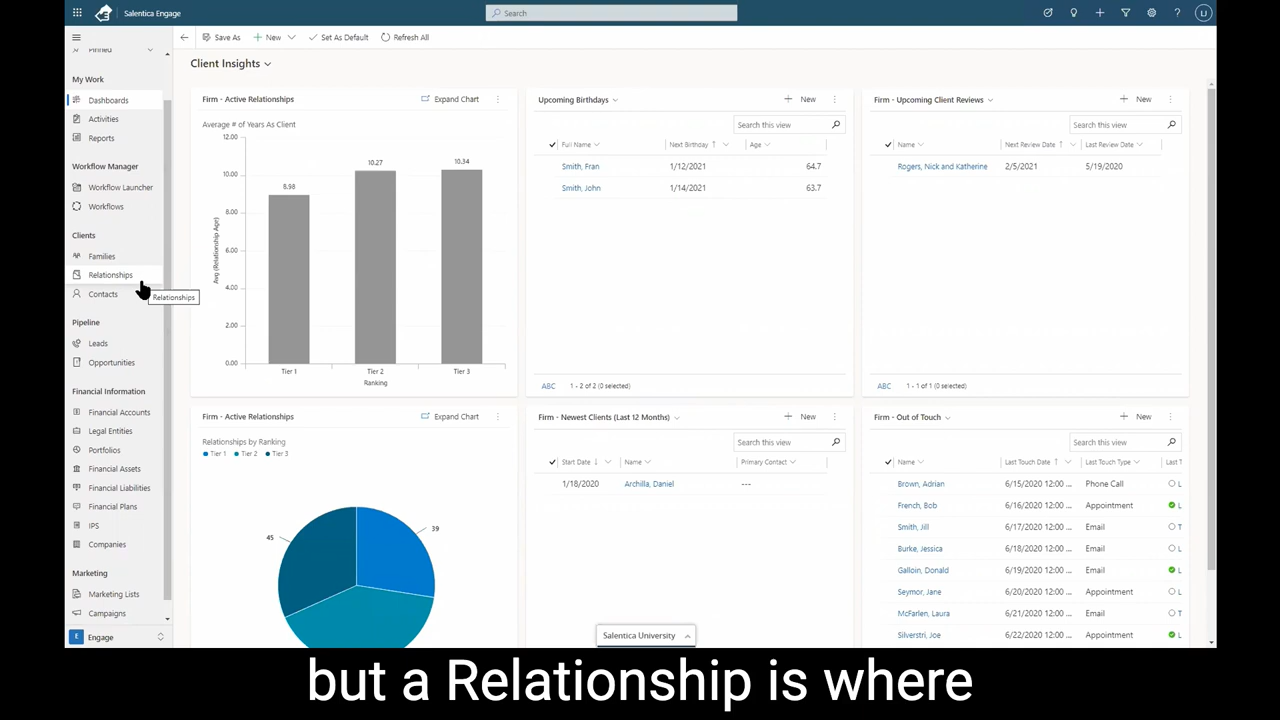 Salentica Engage
Search
Save As
New
Set As Default
Refresh All
Pinned
My Work
Dashboards
Activities
Reports
Workflow Manager
Workflow Launcher
Workflows
Clients
Families
Relationships
Contacts
Relationships
Pipeline
Leads
Opportunities
Financial Information
Financial Accounts
Legal Entities
Portfolios
Financial Assets
Financial Liabilities
Financial Plans
IPS
Companies
Marketing
Marketing Lists
Campaigns
E Engage
Client Insights
Firm - Active Relationships Expand Chart
Average # of Years As Client
12.00
10.00
8.00
6.00
4.00
2.00
0.00
Avg (Relationship Age)
8.98
10.27
10.34
Tier 1 Tier 2 Tier 3
Ranking
Upcoming Birthdays New
Search this view
Full Name Next Birthday Age
Smith, Fran 1/12/2021 64.7
Smith, John 1/14/2021 63.7
ABC 1 - 2 of 2 (0 selected)
Firm - Upcoming Client Reviews New
Search this view
Name Next Review Date Last Review Date
Rogers, Nick and Katherine 2/5/2021 5/19/2020
ABC 1 - 1 of 1 (0 selected)
Firm - Active Relationships Expand Chart
Relationships by Ranking
Tier 1 Tier 2 Tier 3
39
45
Firm - Newest Clients (Last 12 Months) New
Search this view
Start Date Name Primary Contact
1/18/2020 Archilla, Daniel ---
Salentica University
Firm - Out of Touch New
Search this view
Name Last Touch Date Last Touch Type Last T
Brown, Adrian 6/15/2020 12:00 ... Phone Call L
French, Bob 6/16/2020 12:00 ... Appointment L
Smith, Jill 6/17/2020 12:00 ... Email T
Burke, Jessica 6/18/2020 12:00 ... Email L
Galloin, Donald 6/19/2020 12:00 ... Email L
Seymor, Jane 6/20/2020 12:00 ... Appointment L
McFarlen, Laura 6/21/2020 12:00 ... Email T
Silverstri, Joe 6/22/2020 12:00 ... Appointment L
but a Relationship is where